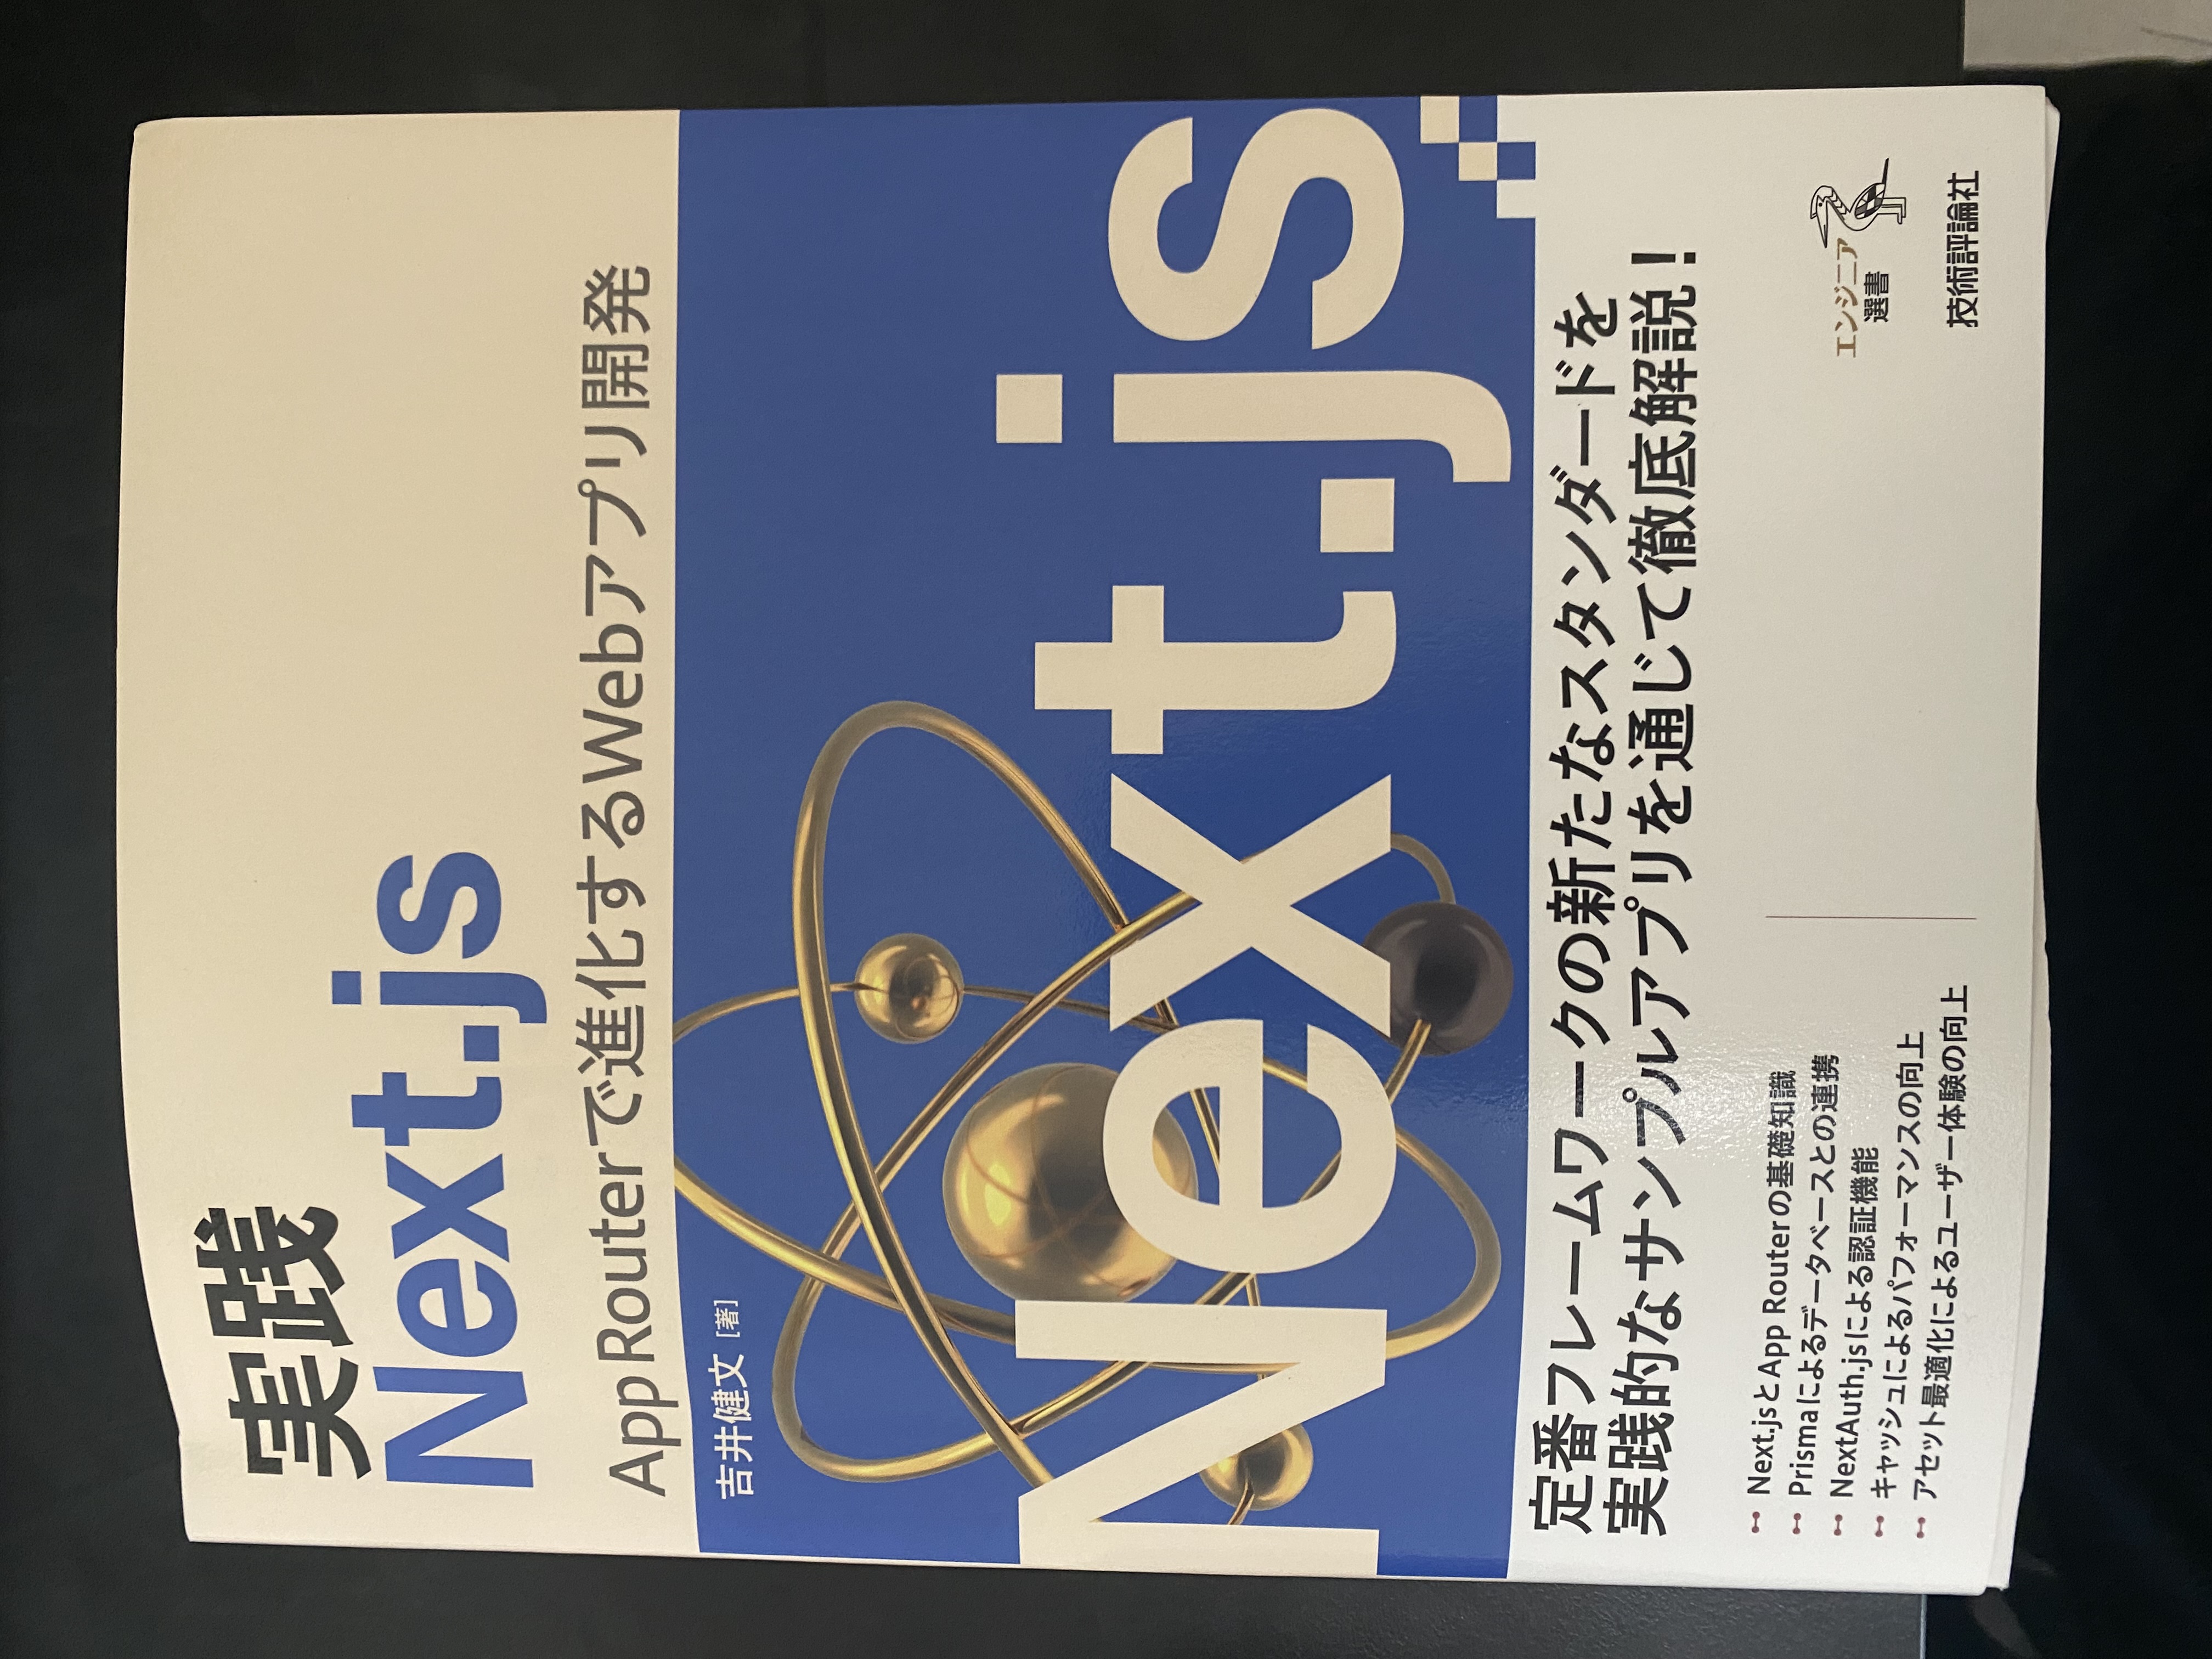 実践
Next.js
App Routerで進化するWebアプリ開発
吉井健文 [著]
Next.js
定番フレームワークの新たなスタンダードを
実践的なサンプルアプリを通じて徹底解説！
Next.jsとApp Routerの基礎知識
Prismaによるデータベースとの連携
NextAuth.jsによる認証機能
キャッシュによるパフォーマンスの向上
アセット最適化によるユーザー体験の向上
エンジニア
選書
技術評論社